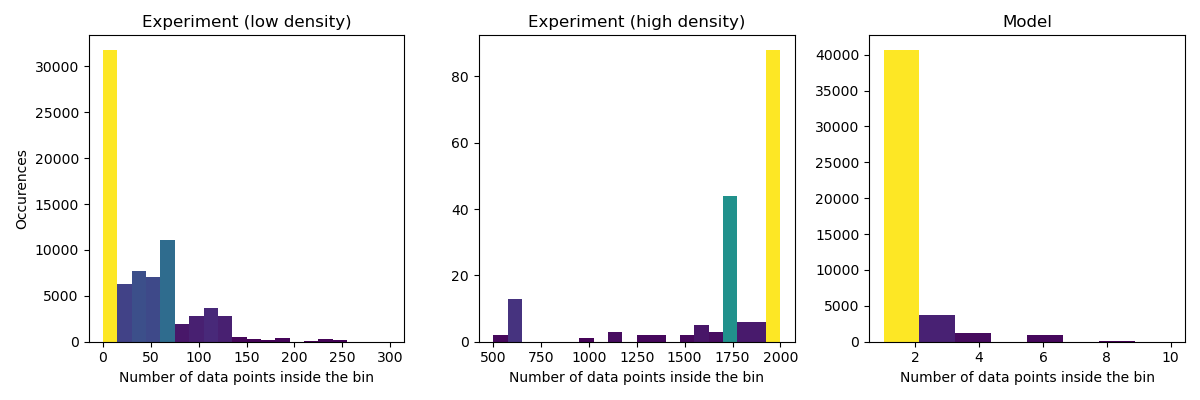 Experiment (low density)
Occurences
30000
25000
20000
15000
10000
5000
0
0 50 100 150 200 250 300
Number of data points inside the bin
Experiment (high density)
80
60
40
20
0
500 750 1000 1250 1500 1750 2000
Number of data points inside the bin
Model
40000
35000
30000
25000
20000
15000
10000
5000
0
2 4 6 8 10
Number of data points inside the bin